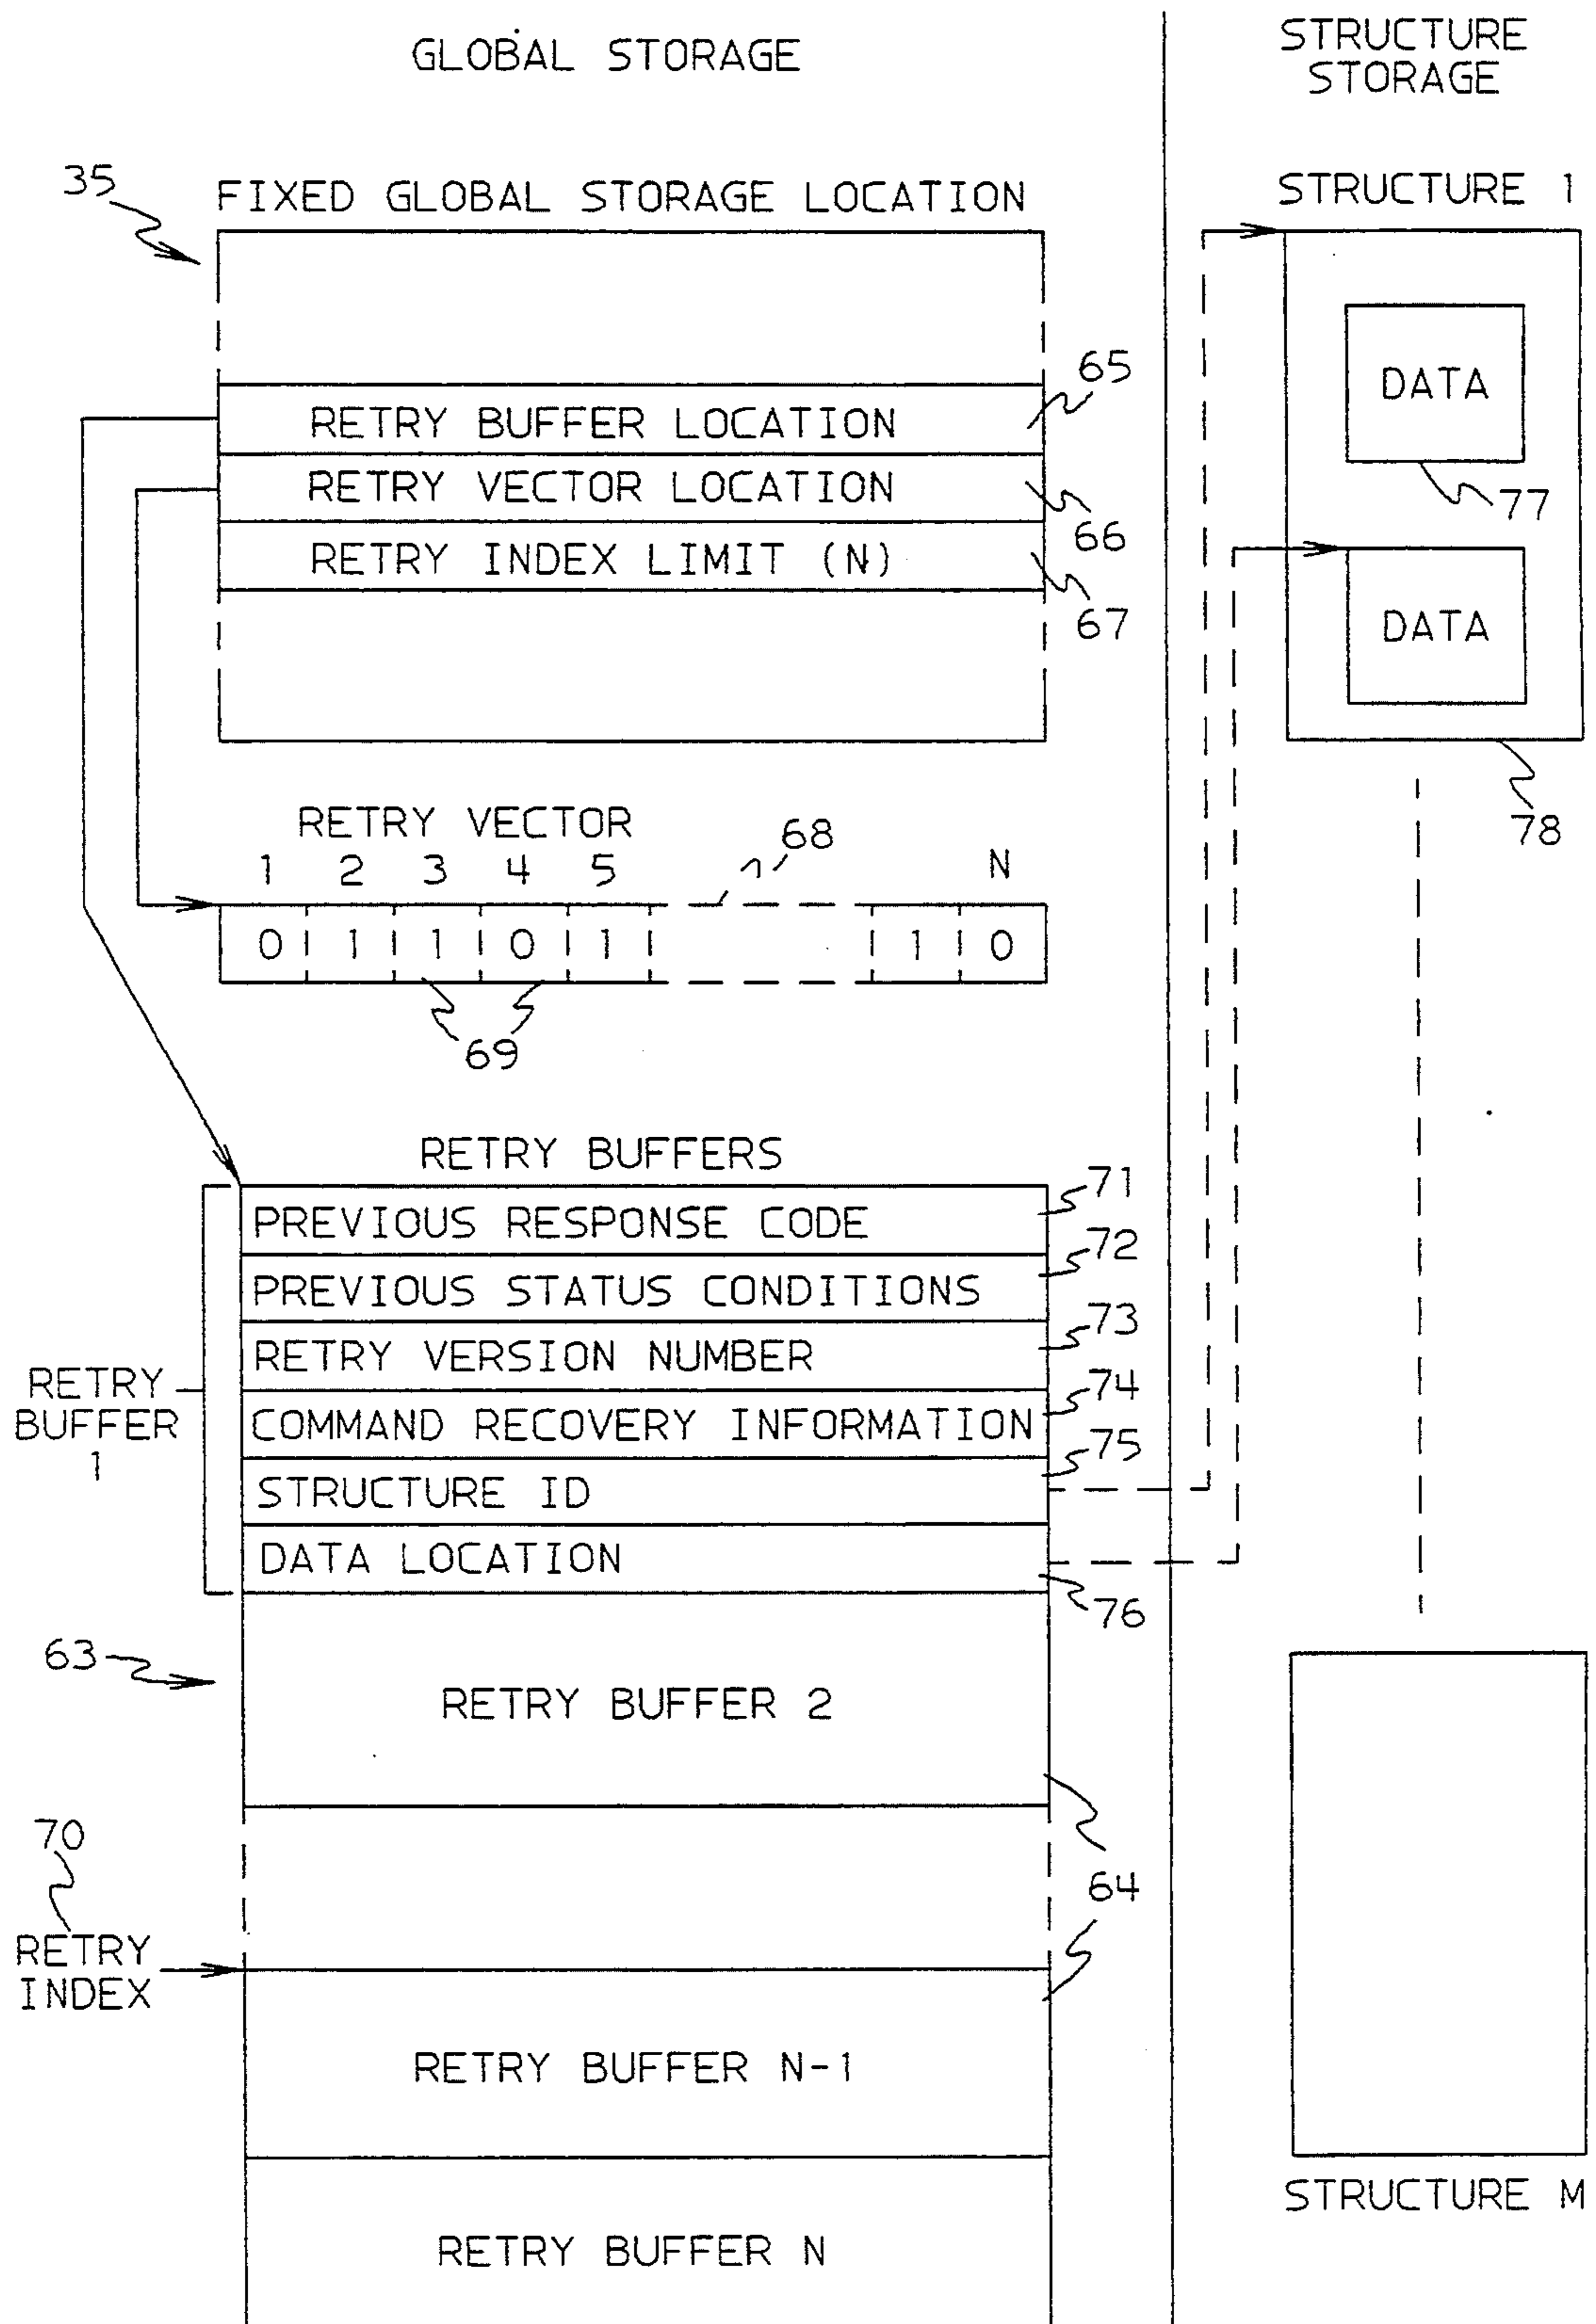 GLOBAL STORAGE
STRUCTURE
STORAGE
35
FIXED GLOBAL STORAGE LOCATION
STRUCTURE 1
65
RETRY BUFFER LOCATION
DATA
RETRY VECTOR LOCATION
77
66
RETRY INDEX LIMIT (N)
67
DATA
78
RETRY VECTOR
68
1 2 3 4 5 N
0 1 1 0 1 1 0
69
RETRY BUFFERS
71
PREVIOUS RESPONSE CODE
72
PREVIOUS STATUS CONDITIONS
73
RETRY VERSION NUMBER
74
RETRY
BUFFER
1
COMMAND RECOVERY INFORMATION
75
STRUCTURE ID
DATA LOCATION
76
63
RETRY BUFFER 2
70
64
RETRY
INDEX
RETRY BUFFER N-1
STRUCTURE M
RETRY BUFFER N